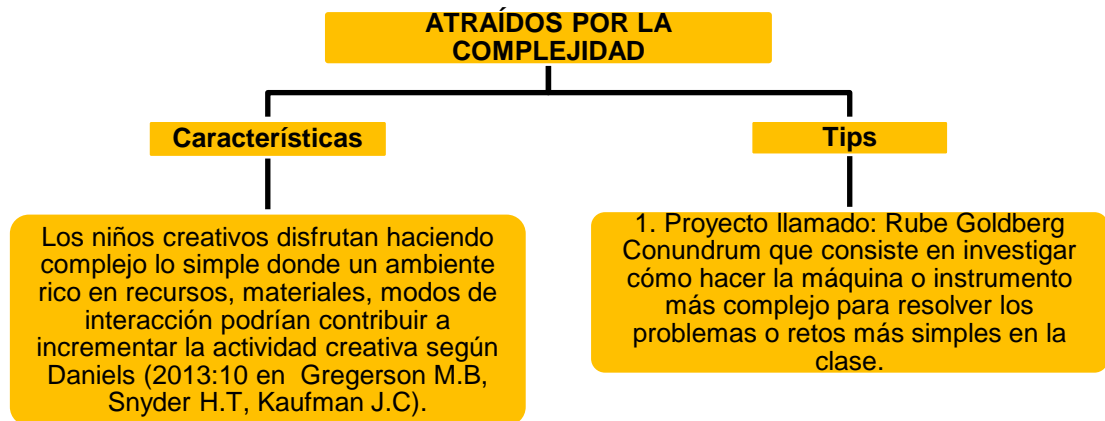 ATRAÍDOS POR LA
COMPLEJIDAD
Características
Tips
Los niños creativos disfrutan haciendo
complejo lo simple donde un ambiente
rico en recursos, materiales, modos de
interacción podrían contribuir a
incrementar la actividad creativa según
Daniels (2013:10 en  Gregerson M.B,
Snyder H.T, Kaufman J.C).
1. Proyecto llamado: Rube Goldberg
Conundrum que consiste en investigar
cómo hacer la máquina o instrumento
más complejo para resolver los
problemas o retos más simples en la
clase.